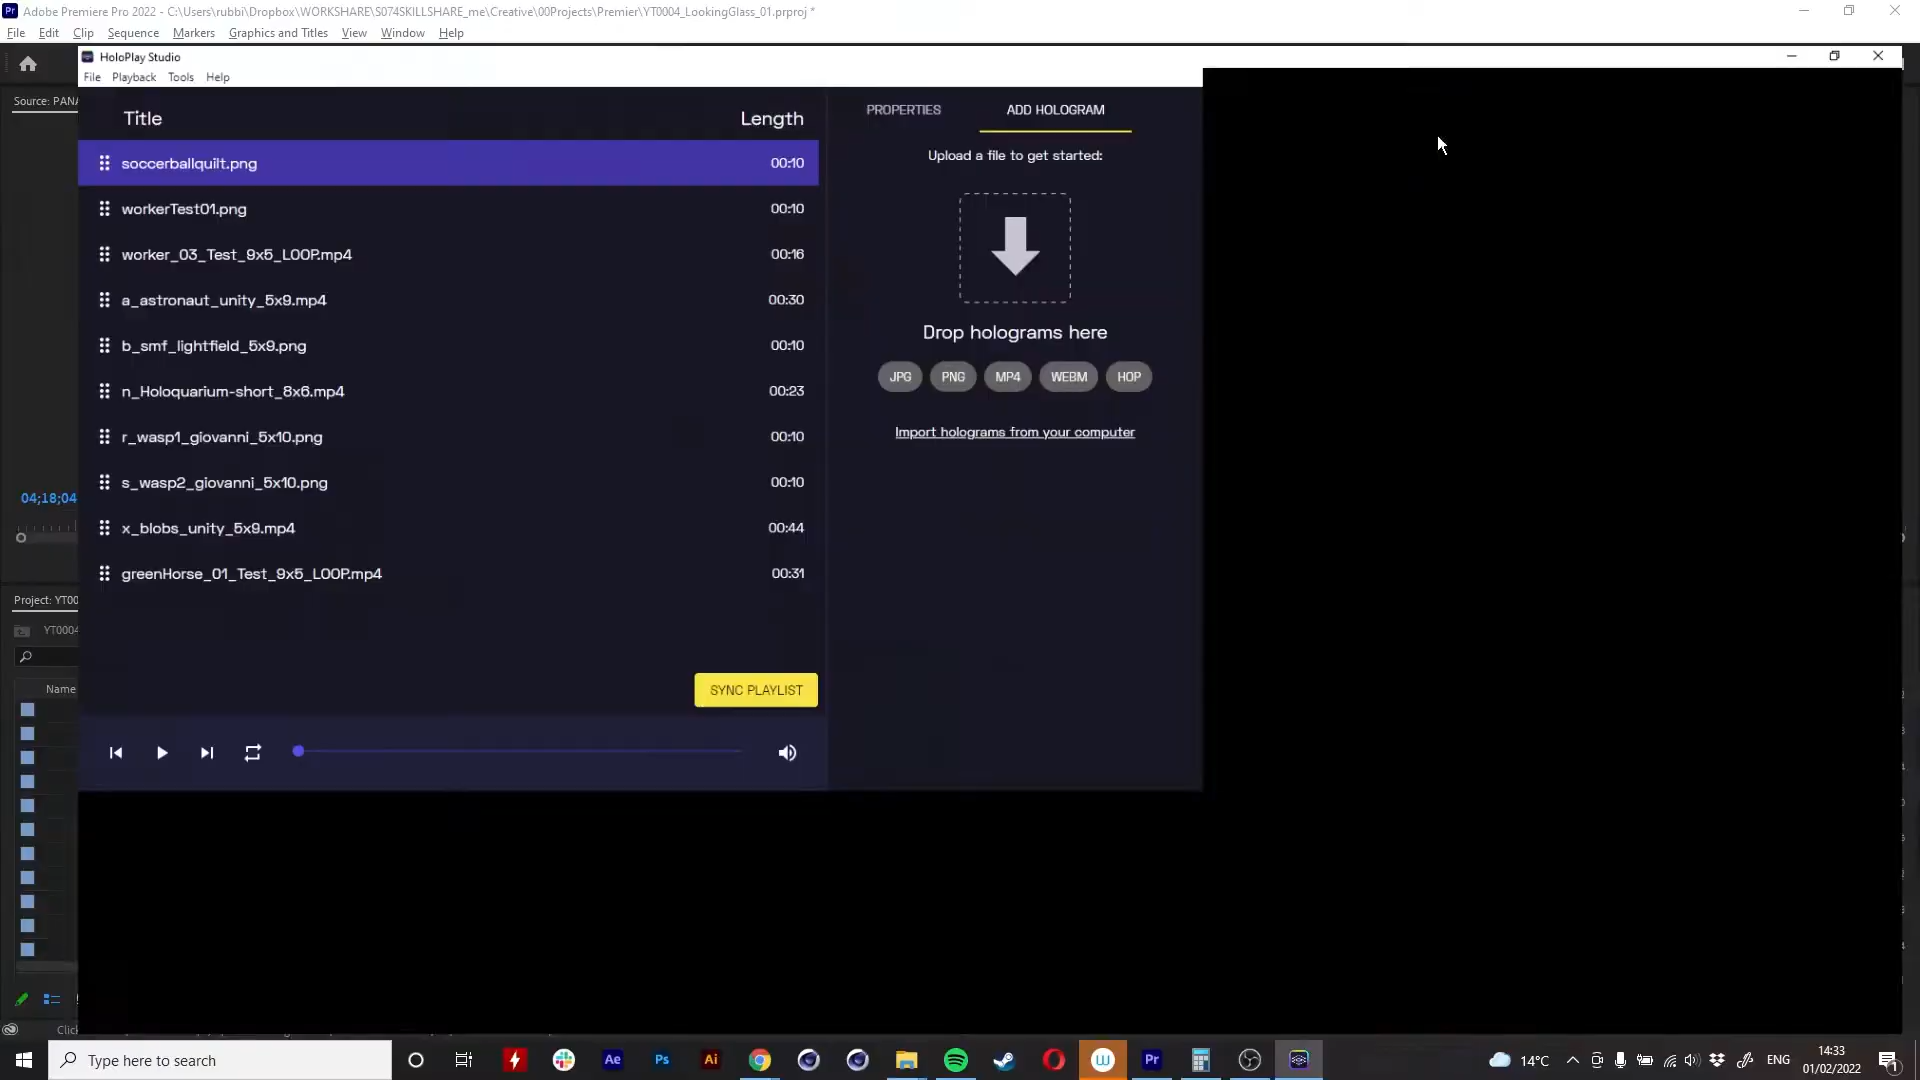 Adobe Premiere Pro 2022 - C:\Users\rubbi\Dropbox\WORKSHARE\S074SKILLSHARE_me\Creative\00Projects\Premier\YT0004_LookingGlass_01.prproj *
File Edit Clip Sequence Markers Graphics and Titles View Window Help
HoloPlay Studio
File Playback Tools Help
Source: PANA
Title Length
PROPERTIES ADD HOLOGRAM
soccerballquilt.png 00:10
Upload a file to get started:
workerTest01.png 00:10
worker_03_Test_9x5_LOOP.mp4 00:16
a_astronaut_unity_5x9.mp4 00:30
b_smf_lightfield_5x9.png 00:10
Drop holograms here
n_Holoquarium-short_8x6.mp4 00:23
JPG PNG MP4 WEBM HOP
r_wasp1_giovanni_5x10.png 00:10
Import holograms from your computer
s_wasp2_giovanni_5x10.png 00:10
04;18;04
x_blobs_unity_5x9.mp4 00:44
greenHorse_01_Test_9x5_LOOP.mp4 00:31
Project: YT00
YT0004
Name
SYNC PLAYLIST
Click
Type here to search
Ae Ps Ai Pr
14°C ENG 14:33
01/02/2022